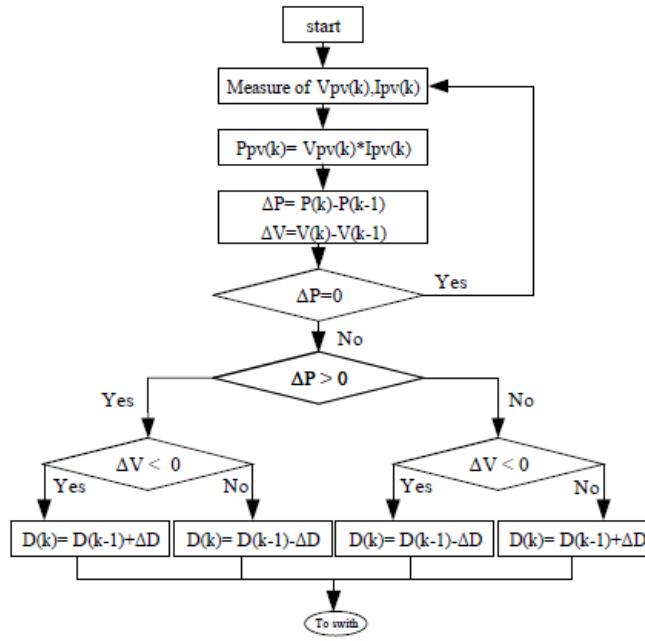 start
Measure of Vpv(k),Ipv(k)
Ppv(k)= Vpv(k)*Ipv(k)
ΔP= P(k)-P(k-1)
ΔV=V(k)-V(k-1)
ΔP=0
Yes
No
ΔP > 0
Yes
No
ΔV < 0
ΔV < 0
Yes
No
Yes
No
D(k)= D(k-1)+ΔD
D(k)= D(k-1)-ΔD
D(k)= D(k-1)-ΔD
D(k)= D(k-1)+ΔD
To swith